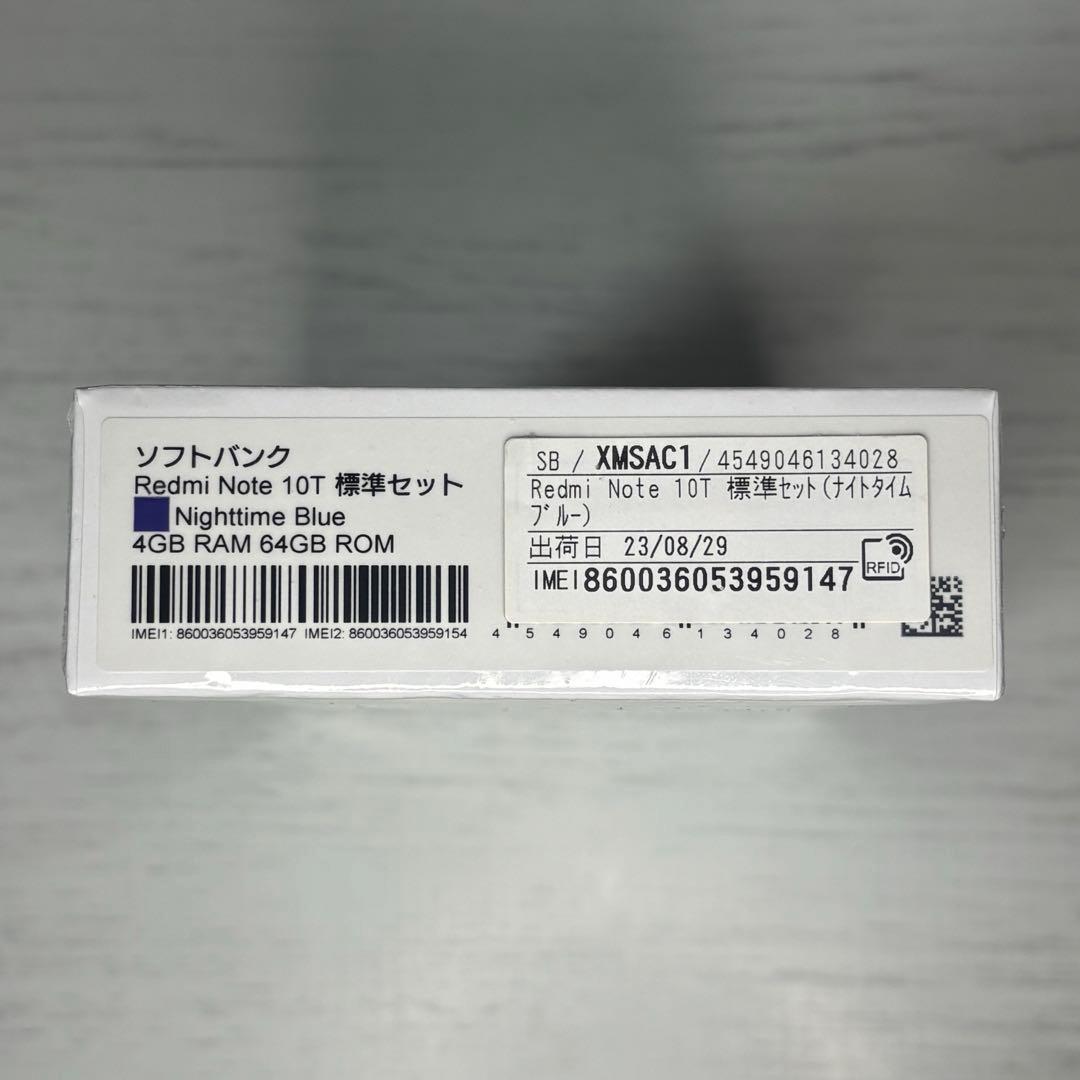 ソフトバンク
Redmi Note 10T 標準セット
Nighttime Blue
4GB RAM 64GB ROM
IMEI1: 860036053959147 IMEI2: 860036053959154
SB / XMSAC1 / 4549046134028
Redmi Note 10T 標準ｾｯﾄ(ﾅｲﾄﾀｲﾑ
ﾌﾞﾙｰ)
出荷日 23/08/29
RFID
IMEI860036053959147
4 549046 134028